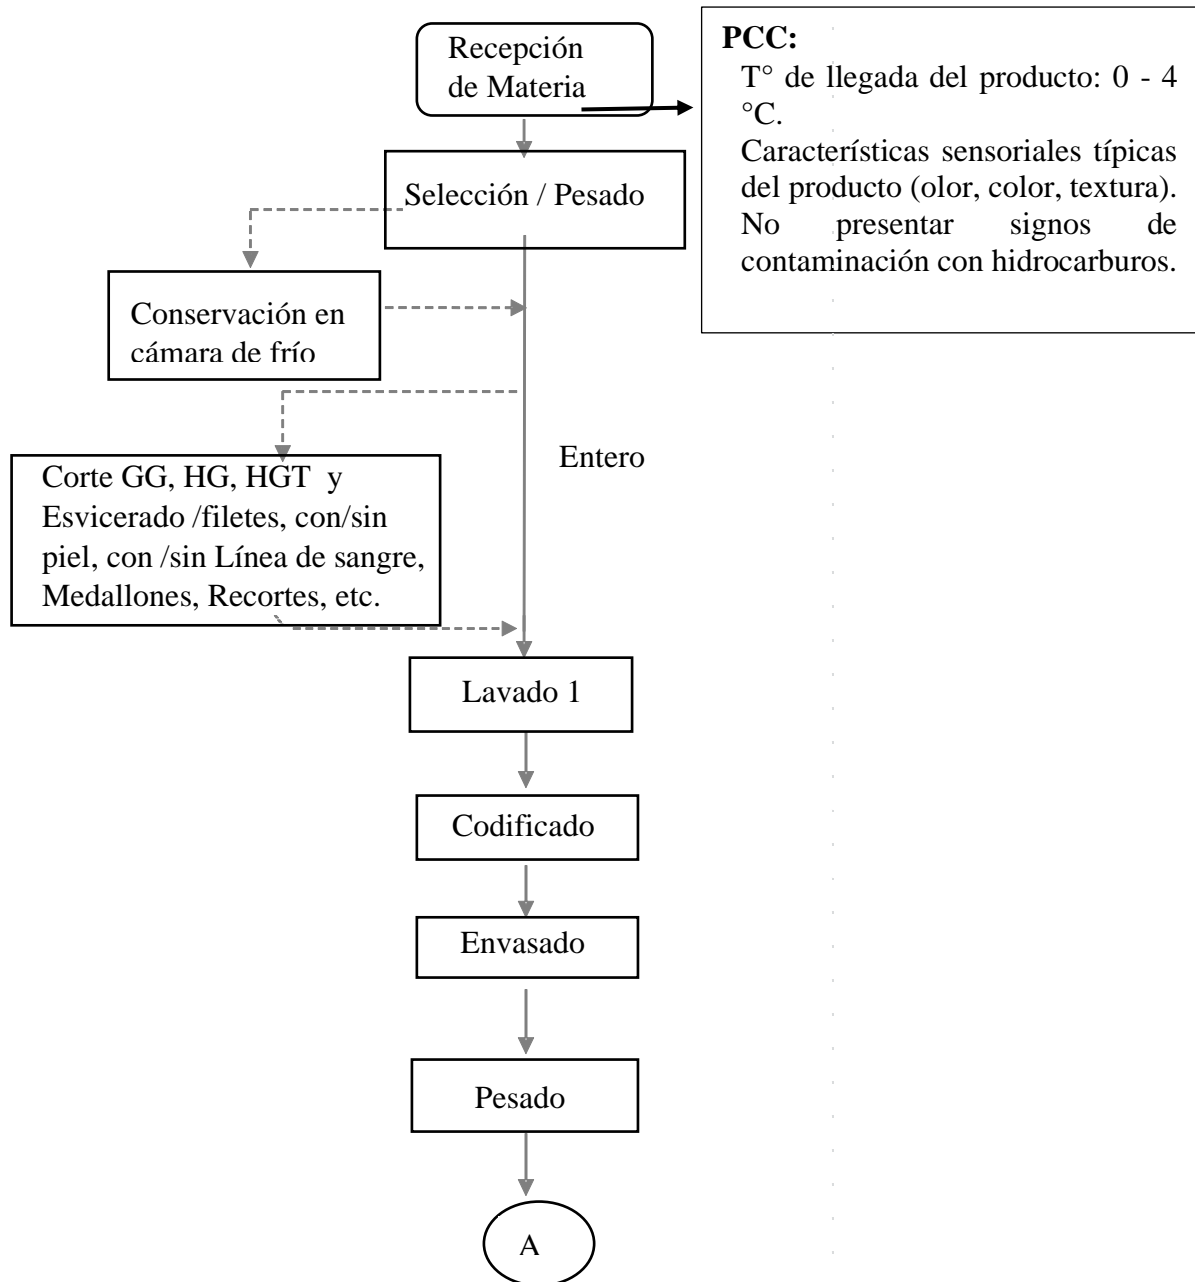 Recepción
de Materia
PCC:
T° de llegada del producto: 0 - 4
°C.
Características sensoriales típicas
del producto (olor, color, textura).
No presentar signos de
contaminación con hidrocarburos.
Selección / Pesado
Conservación en
cámara de frío
Entero
Corte GG, HG, HGT y
Esvicerado /filetes, con/sin
piel, con /sin Línea de sangre,
Medallones, Recortes, etc.
Lavado 1
Codificado
Envasado
Pesado
A